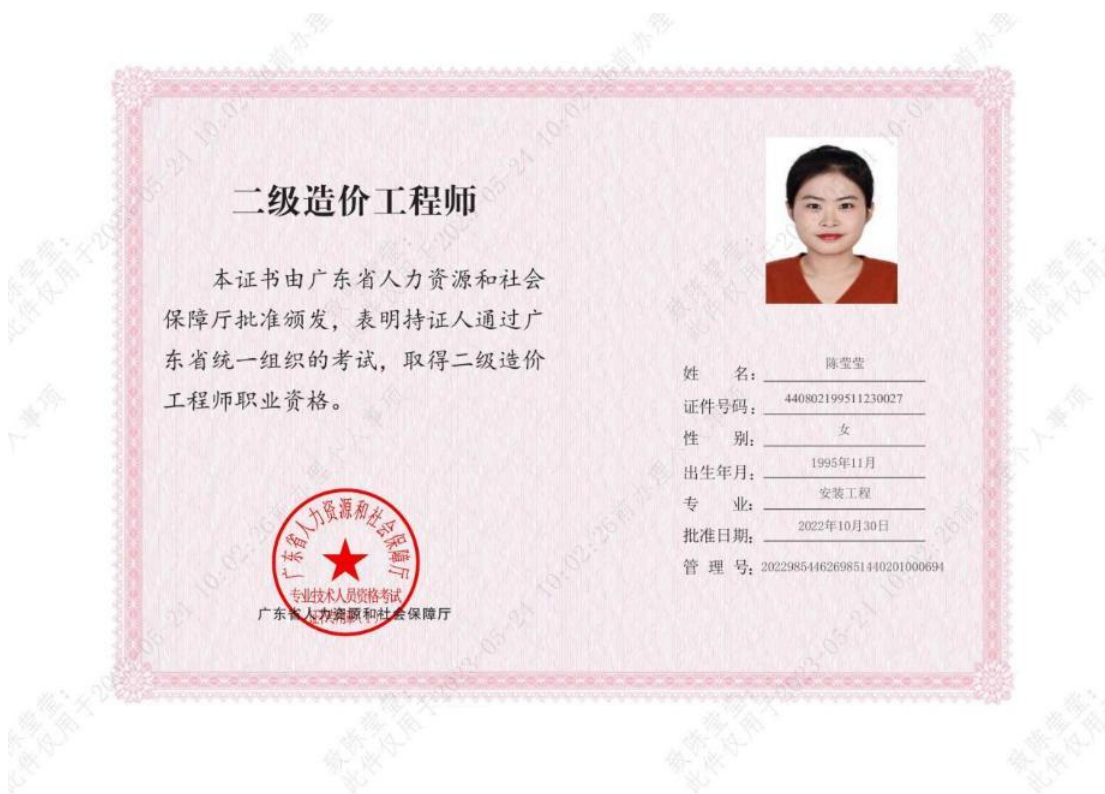 二级造价工程师
本证书由广东省人力资源和社会
保障厅批准颁发，表明持证人通过广
东省统一组织的考试，取得二级造价
工程师职业资格。
广东省人力资源和社会保障厅
专业技术人员资格考试
广东省人力资源和社会保障厅
姓 名：陈莹莹
证件号码：440802199511230027
性 别：女
出生年月：1995年11月
专 业：安装工程
批准日期：2022年10月30日
管 理 号：20229854462698514402010​00694